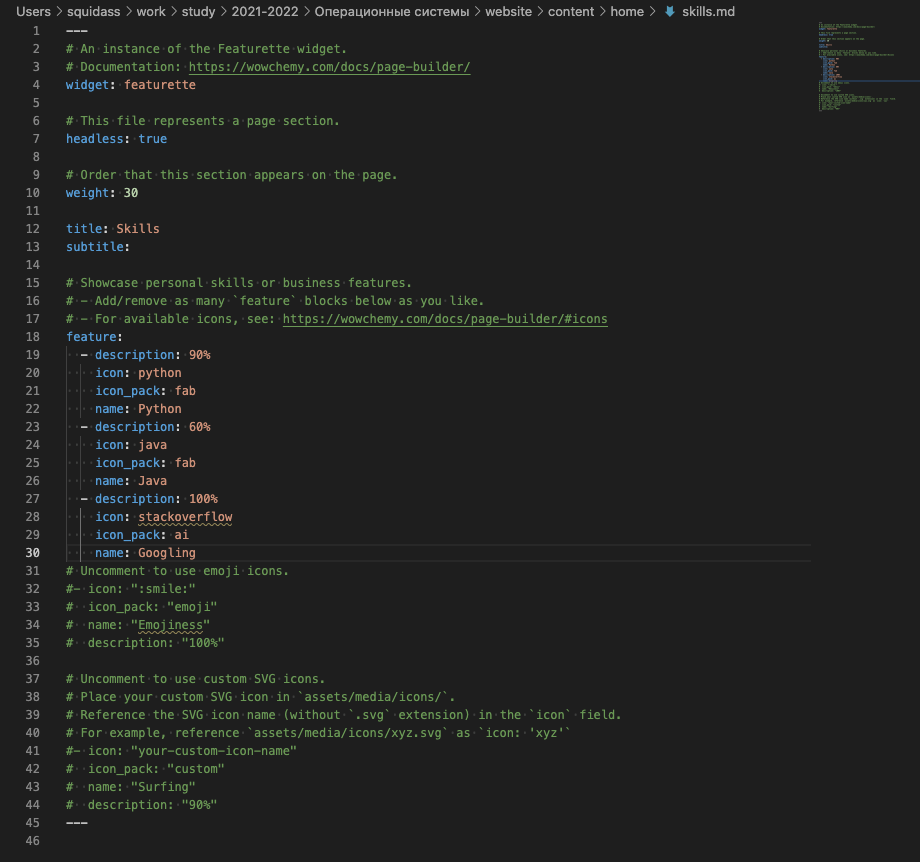 Users > squidass > work > study > 2021-2022 > Операционные системы > website > content > home > skills.md
1 ---
2 # An instance of the Featurette widget.
3 # Documentation: https://wowchemy.com/docs/page-builder/
4 widget: featurette
5
6 # This file represents a page section.
7 headless: true
8
9 # Order that this section appears on the page.
10 weight: 30
11
12 title: Skills
13 subtitle:
14
15 # Showcase personal skills or business features.
16 # - Add/remove as many `feature` blocks below as you like.
17 # - For available icons, see: https://wowchemy.com/docs/page-builder/#icons
18 feature:
19   - description: 90%
20     icon: python
21     icon_pack: fab
22     name: Python
23   - description: 60%
24     icon: java
25     icon_pack: fab
26     name: Java
27   - description: 100%
28     icon: stackoverflow
29     icon_pack: ai
30     name: Googling
31 # Uncomment to use emoji icons.
32 #- icon: ":smile:"
33 #  icon_pack: "emoji"
34 #  name: "Emojiness"
35 #  description: "100%"
36
37 # Uncomment to use custom SVG icons.
38 # Place your custom SVG icon in `assets/media/icons/`.
39 # Reference the SVG icon name (without `.svg` extension) in the `icon` field.
40 # For example, reference `assets/media/icons/xyz.svg` as `icon: 'xyz'`
41 #- icon: "your-custom-icon-name"
42 #  icon_pack: "custom"
43 #  name: "Surfing"
44 #  description: "90%"
45 ---
46